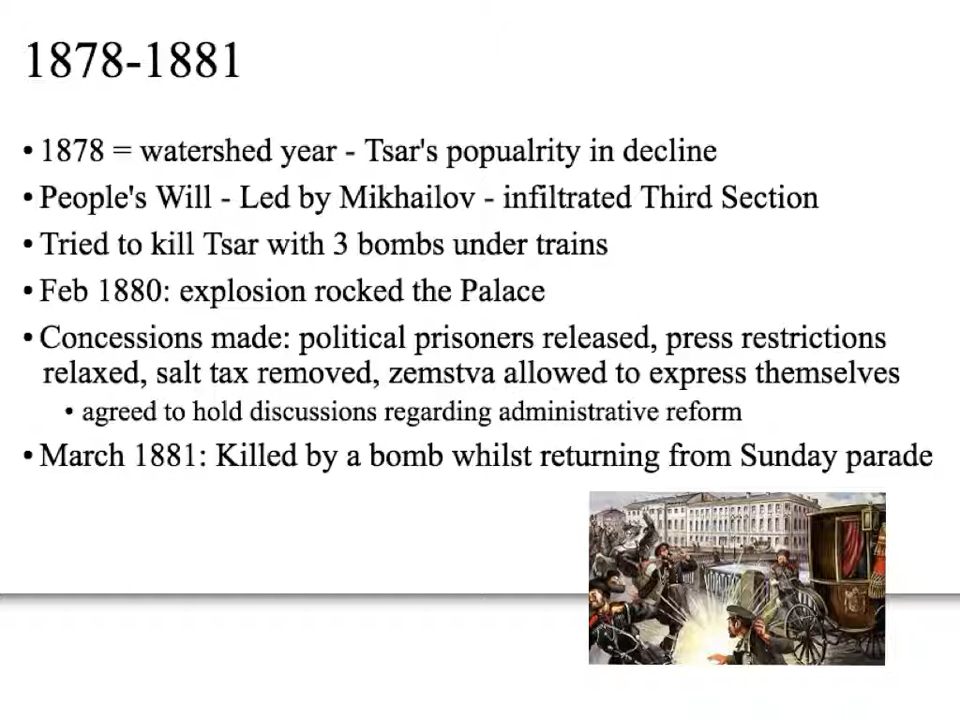 1878-1881
• 1878 = watershed year - Tsar's popualrity in decline
• People's Will - Led by Mikhailov - infiltrated Third Section
• Tried to kill Tsar with 3 bombs under trains
• Feb 1880: explosion rocked the Palace
• Concessions made: political prisoners released, press restrictions
relaxed, salt tax removed, zemstva allowed to express themselves
• agreed to hold discussions regarding administrative reform
• March 1881: Killed by a bomb whilst returning from Sunday parade